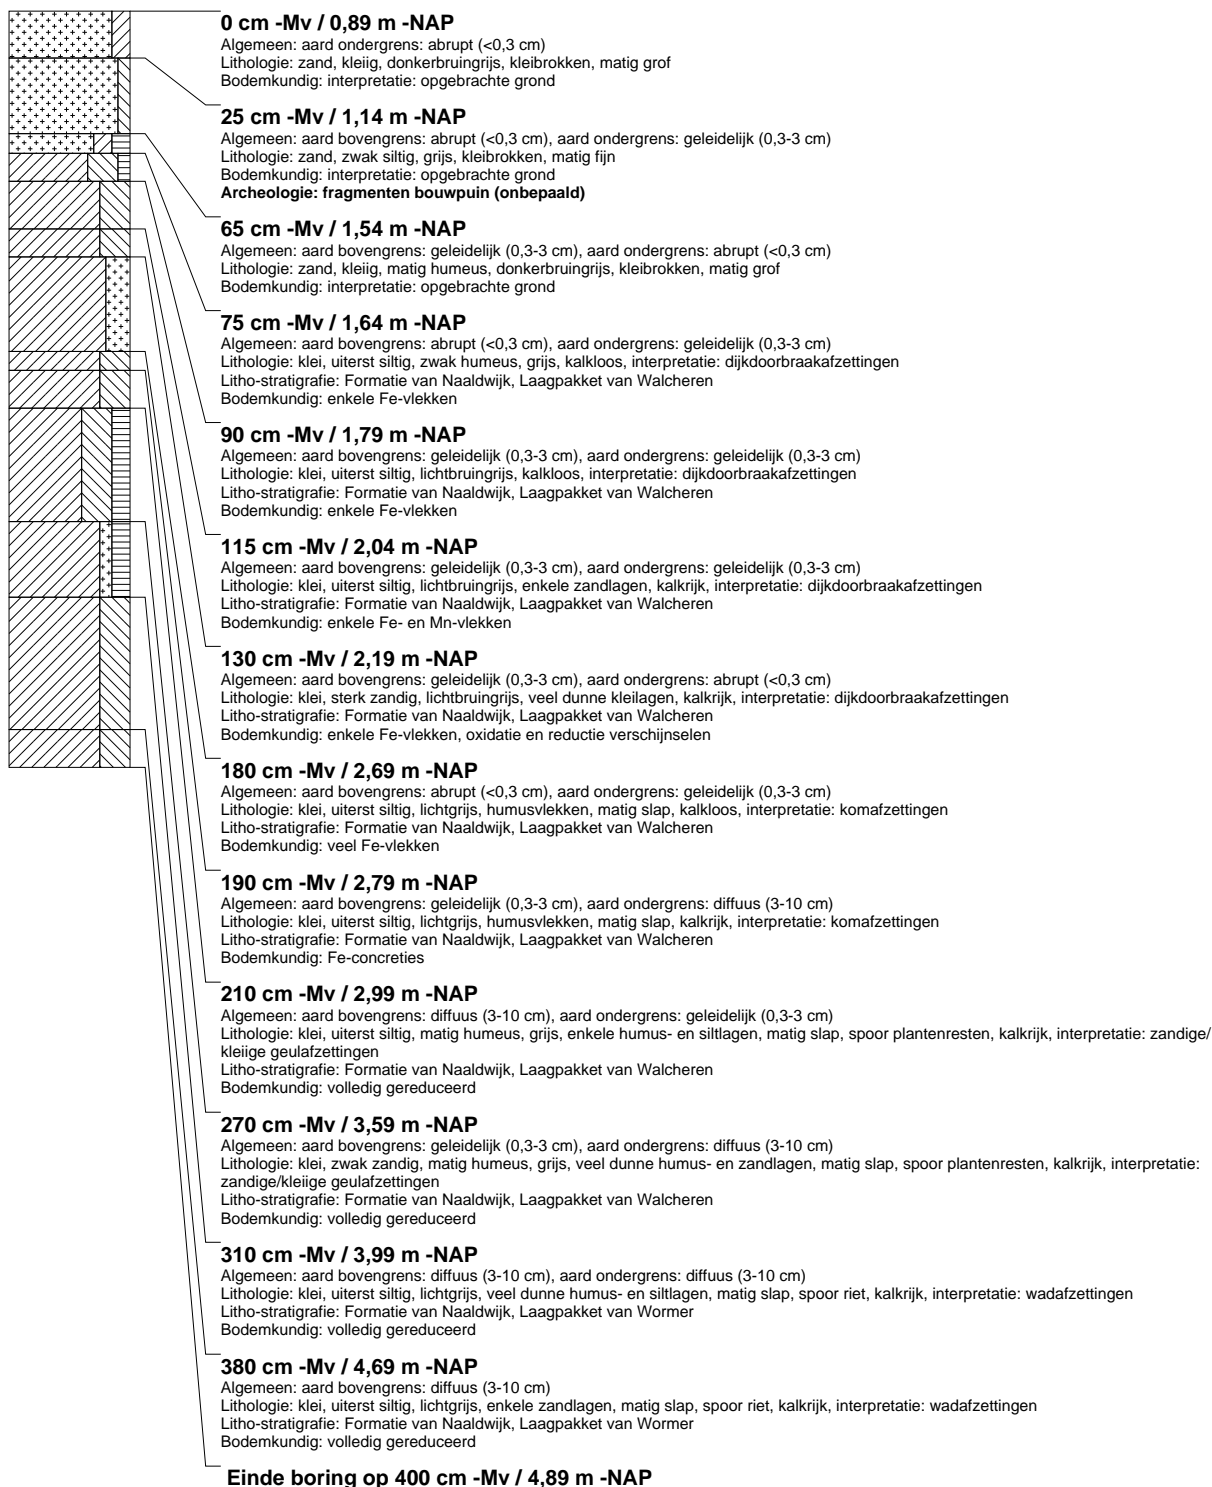 0 cm -Mv / 0,89 m -NAP
Algemeen: aard ondergrens: abrupt (<0,3 cm)
Lithologie: zand, kleiig, donkerbruingrijs, kleibrokken, matig grof
Bodemkundig: interpretatie: opgebrachte grond
25 cm -Mv / 1,14 m -NAP
Algemeen: aard bovengrens: abrupt (<0,3 cm), aard ondergrens: geleidelijk (0,3-3 cm)
Lithologie: zand, zwak siltig, grijs, kleibrokken, matig fijn
Bodemkundig: interpretatie: opgebrachte grond
Archeologie: fragmenten bouwpuin (onbepaald)
65 cm -Mv / 1,54 m -NAP
Algemeen: aard bovengrens: geleidelijk (0,3-3 cm), aard ondergrens: abrupt (<0,3 cm)
Lithologie: zand, kleiig, matig humeus, donkerbruingrijs, kleibrokken, matig grof
Bodemkundig: interpretatie: opgebrachte grond
75 cm -Mv / 1,64 m -NAP
Algemeen: aard bovengrens: abrupt (<0,3 cm), aard ondergrens: geleidelijk (0,3-3 cm)
Lithologie: klei, uiterst siltig, zwak humeus, grijs, kalkloos, interpretatie: dijkdoorbraakafzettingen
Litho-stratigrafie: Formatie van Naaldwijk, Laagpakket van Walcheren
Bodemkundig: enkele Fe-vlekken
90 cm -Mv / 1,79 m -NAP
Algemeen: aard bovengrens: geleidelijk (0,3-3 cm), aard ondergrens: geleidelijk (0,3-3 cm)
Lithologie: klei, uiterst siltig, lichtbruingrijs, kalkloos, interpretatie: dijkdoorbraakafzettingen
Litho-stratigrafie: Formatie van Naaldwijk, Laagpakket van Walcheren
Bodemkundig: enkele Fe-vlekken
115 cm -Mv / 2,04 m -NAP
Algemeen: aard bovengrens: geleidelijk (0,3-3 cm), aard ondergrens: geleidelijk (0,3-3 cm)
Lithologie: klei, uiterst siltig, lichtbruingrijs, enkele zandlagen, kalkrijk, interpretatie: dijkdoorbraakafzettingen
Litho-stratigrafie: Formatie van Naaldwijk, Laagpakket van Walcheren
Bodemkundig: enkele Fe- en Mn-vlekken
130 cm -Mv / 2,19 m -NAP
Algemeen: aard bovengrens: geleidelijk (0,3-3 cm), aard ondergrens: abrupt (<0,3 cm)
Lithologie: klei, sterk zandig, lichtbruingrijs, veel dunne kleilagen, kalkrijk, interpretatie: dijkdoorbraakafzettingen
Litho-stratigrafie: Formatie van Naaldwijk, Laagpakket van Walcheren
Bodemkundig: enkele Fe-vlekken, oxidatie en reductie verschijnselen
180 cm -Mv / 2,69 m -NAP
Algemeen: aard bovengrens: abrupt (<0,3 cm), aard ondergrens: geleidelijk (0,3-3 cm)
Lithologie: klei, uiterst siltig, lichtgrijs, humusvlekken, matig slap, kalkloos, interpretatie: komafzettingen
Litho-stratigrafie: Formatie van Naaldwijk, Laagpakket van Walcheren
Bodemkundig: veel Fe-vlekken
190 cm -Mv / 2,79 m -NAP
Algemeen: aard bovengrens: geleidelijk (0,3-3 cm), aard ondergrens: diffuus (3-10 cm)
Lithologie: klei, uiterst siltig, lichtgrijs, humusvlekken, matig slap, kalkrijk, interpretatie: komafzettingen
Litho-stratigrafie: Formatie van Naaldwijk, Laagpakket van Walcheren
Bodemkundig: Fe-concreties
210 cm -Mv / 2,99 m -NAP
Algemeen: aard bovengrens: diffuus (3-10 cm), aard ondergrens: geleidelijk (0,3-3 cm)
Lithologie: klei, uiterst siltig, matig humeus, grijs, enkele humus- en siltlagen, matig slap, spoor plantenresten, kalkrijk, interpretatie: zandige/
kleiige geulafzettingen
Litho-stratigrafie: Formatie van Naaldwijk, Laagpakket van Walcheren
Bodemkundig: volledig gereduceerd
270 cm -Mv / 3,59 m -NAP
Algemeen: aard bovengrens: geleidelijk (0,3-3 cm), aard ondergrens: diffuus (3-10 cm)
Lithologie: klei, zwak zandig, matig humeus, grijs, veel dunne humus- en zandlagen, matig slap, spoor plantenresten, kalkrijk, interpretatie:
zandige/kleiige geulafzettingen
Litho-stratigrafie: Formatie van Naaldwijk, Laagpakket van Walcheren
Bodemkundig: volledig gereduceerd
310 cm -Mv / 3,99 m -NAP
Algemeen: aard bovengrens: diffuus (3-10 cm), aard ondergrens: diffuus (3-10 cm)
Lithologie: klei, uiterst siltig, lichtgrijs, veel dunne humus- en siltlagen, matig slap, spoor riet, kalkrijk, interpretatie: wadafzettingen
Litho-stratigrafie: Formatie van Naaldwijk, Laagpakket van Wormer
Bodemkundig: volledig gereduceerd
380 cm -Mv / 4,69 m -NAP
Algemeen: aard bovengrens: diffuus (3-10 cm)
Lithologie: klei, uiterst siltig, lichtgrijs, enkele zandlagen, matig slap, spoor riet, kalkrijk, interpretatie: wadafzettingen
Litho-stratigrafie: Formatie van Naaldwijk, Laagpakket van Wormer
Bodemkundig: volledig gereduceerd
Einde boring op 400 cm -Mv / 4,89 m -NAP